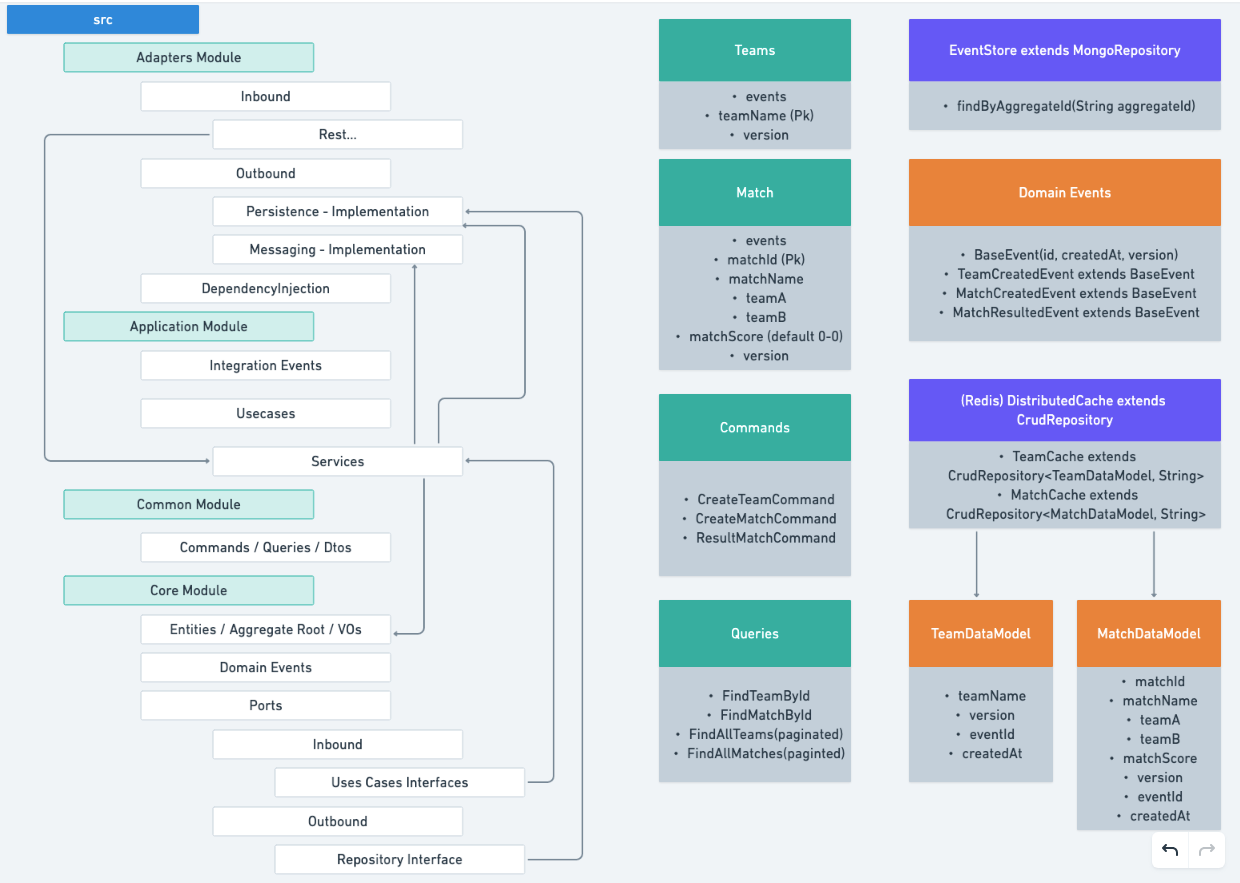 src
Adapters Module
Inbound
Rest...
Outbound
Persistence - Implementation
Messaging - Implementation
DependencyInjection
Application Module
Integration Events
Usecases
Services
Common Module
Commands / Queries / Dtos
Core Module
Entities / Aggregate Root / VOs
Domain Events
Ports
Inbound
Uses Cases Interfaces
Outbound
Repository Interface
Teams
• events
• teamName (Pk)
• version
Match
• events
• matchId (Pk)
• matchName
• teamA
• teamB
• matchScore (default 0-0)
• version
Commands
• CreateTeamCommand
• CreateMatchCommand
• ResultMatchCommand
Queries
• FindTeamById
• FindMatchById
• FindAllTeams(paginated)
• FindAllMatches(paginted)
EventStore extends MongoRepository
• findByAggregateId(String aggregateId)
Domain Events
• BaseEvent(id, createdAt, version)
• TeamCreatedEvent extends BaseEvent
• MatchCreatedEvent extends BaseEvent
• MatchResultedEvent extends BaseEvent
(Redis) DistributedCache extends
CrudRepository
• TeamCache extends
CrudRepository<TeamDataModel, String>
• MatchCache extends
CrudRepository<MatchDataModel, String>
TeamDataModel
• teamName
• version
• eventId
• createdAt
MatchDataModel
• matchId
• matchName
• teamA
• teamB
• matchScore
• version
• eventId
• createdAt